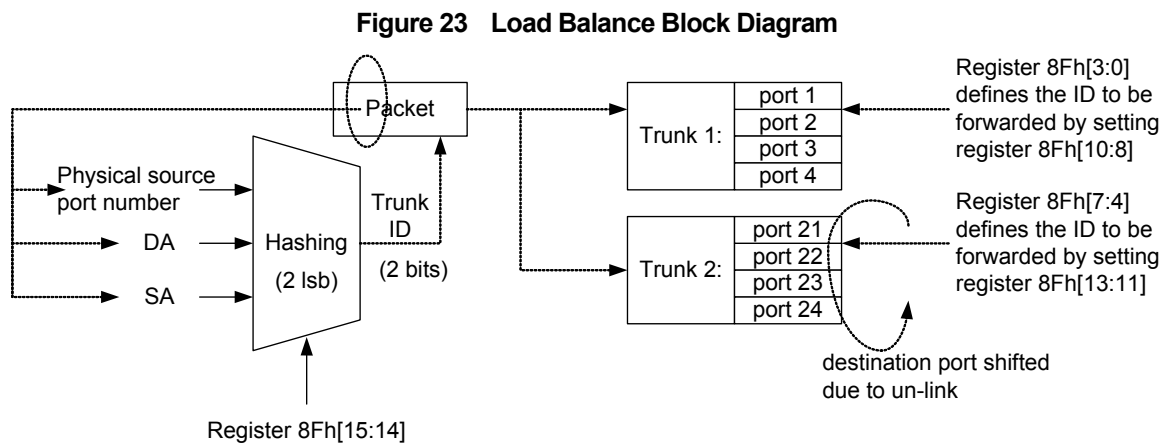 Figure 23 Load Balance Block Diagram
Packet
Physical source
port number
DA
SA
Hashing
(2 lsb)
Trunk
ID
(2 bits)
Register 8Fh[15:14]
Trunk 1:
port 1
port 2
port 3
port 4
Trunk 2:
port 21
port 22
port 23
port 24
Register 8Fh[3:0]
defines the ID to be
forwarded by setting
register 8Fh[10:8]
Register 8Fh[7:4]
defines the ID to be
forwarded by setting
register 8Fh[13:11]
destination port shifted
due to un-link